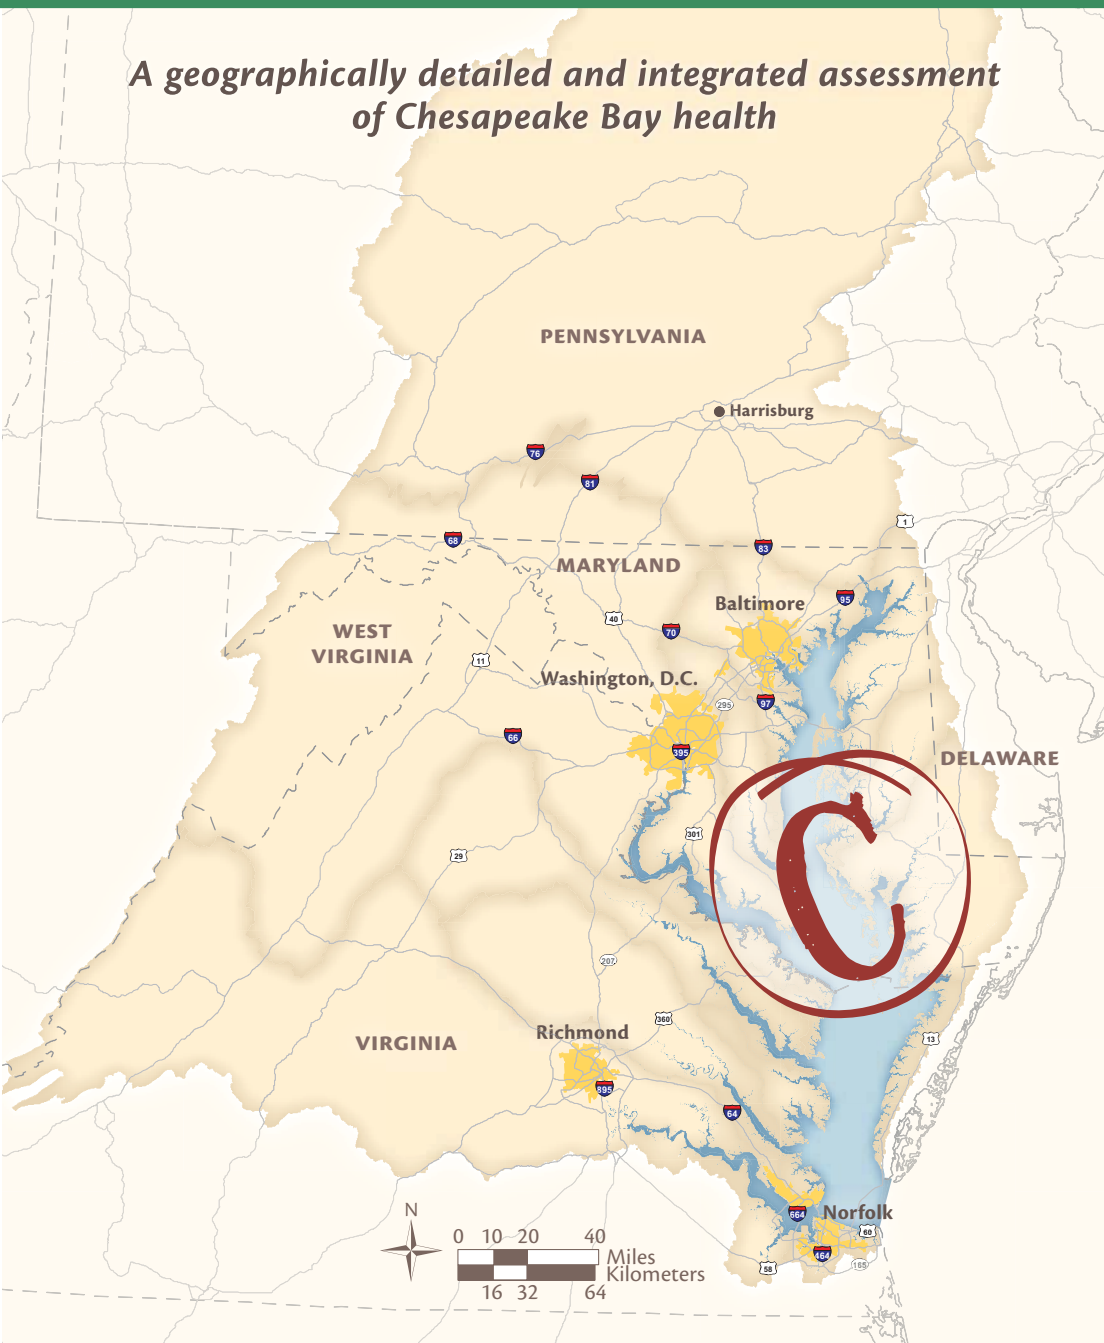 A geographically detailed and integrated assessment
of Chesapeake Bay health
PENNSYLVANIA
Harrisburg
76
81
1
68
83
MARYLAND
95
Baltimore
40
70
WEST
VIRGINIA
11
Washington, D.C.
97
295
66
395
DELAWARE
C
301
29
207
360
Richmond
13
VIRGINIA
895
64
N
664
Norfolk
60
0 10 20 40
Miles
464
Kilometers
58
165
16 32 64